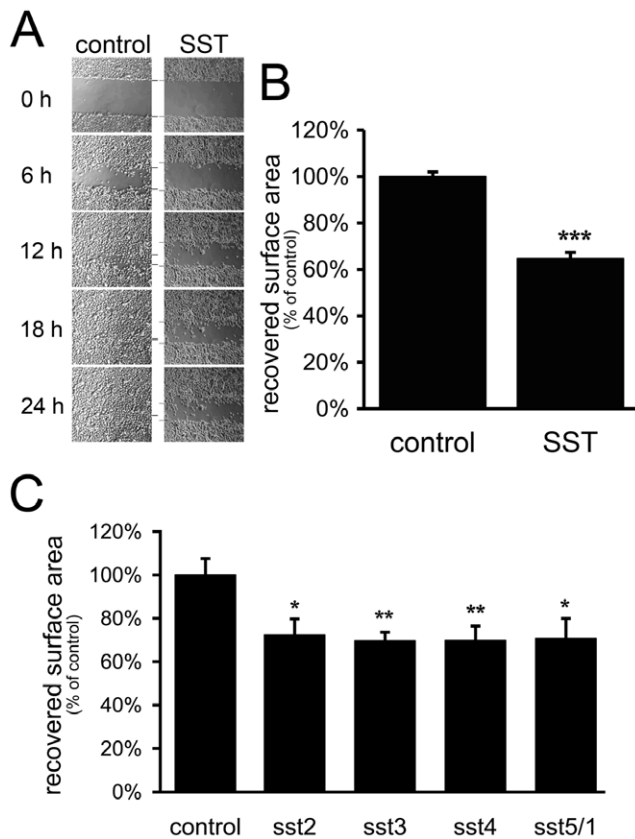 A
control SST
0 h
6 h
12 h
18 h
24 h
B
recovered surface area
(% of control)
120%
100%
80%
60%
40%
20%
0%
***
control SST
C
recovered surface area
(% of control)
120%
100%
80%
60%
40%
20%
0%
* ** ** *
control sst2 sst3 sst4 sst5/1